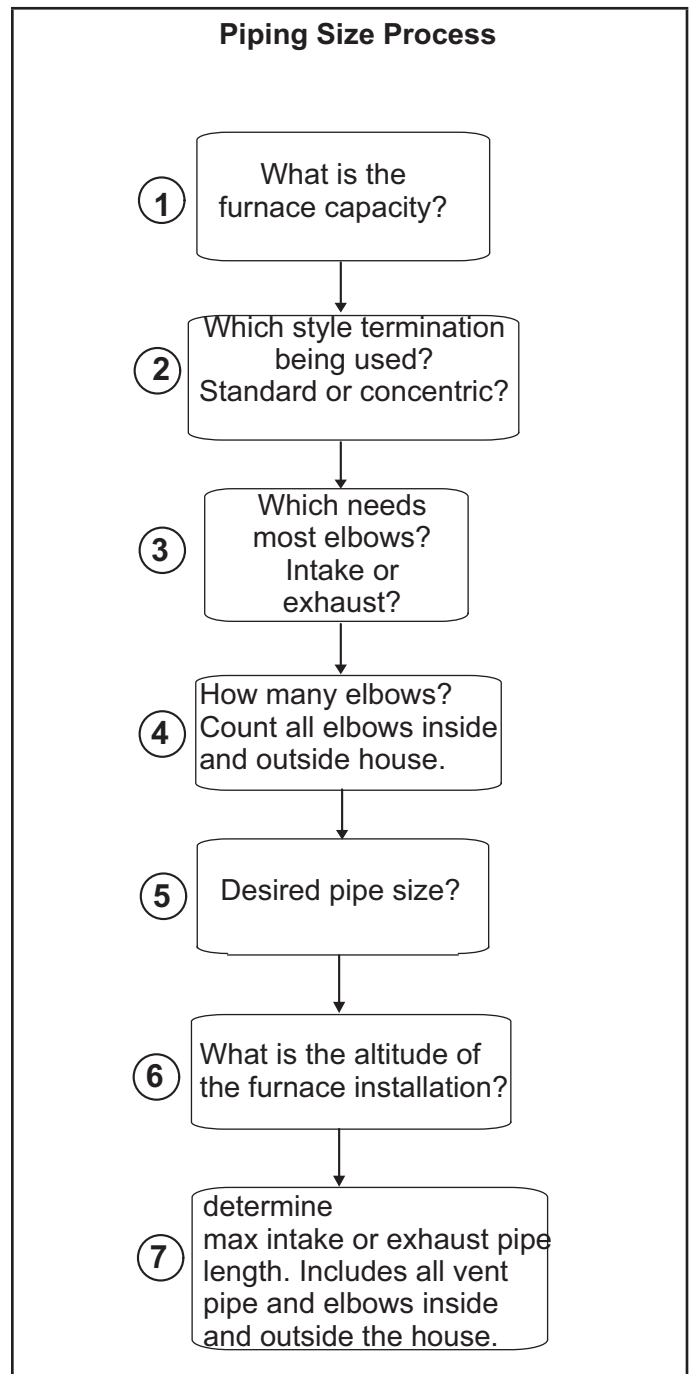 Piping Size Process
1
What is the
furnace capacity?
2
Which style termination
being used?
Standard or concentric?
3
Which needs
most elbows?
Intake or
exhaust?
4
How many elbows?
Count all elbows inside
and outside house.
5
Desired pipe size?
6
What is the altitude of
the furnace installation?
7
determine
max intake or exhaust pipe
length. Includes all vent
pipe and elbows inside
and outside the house.